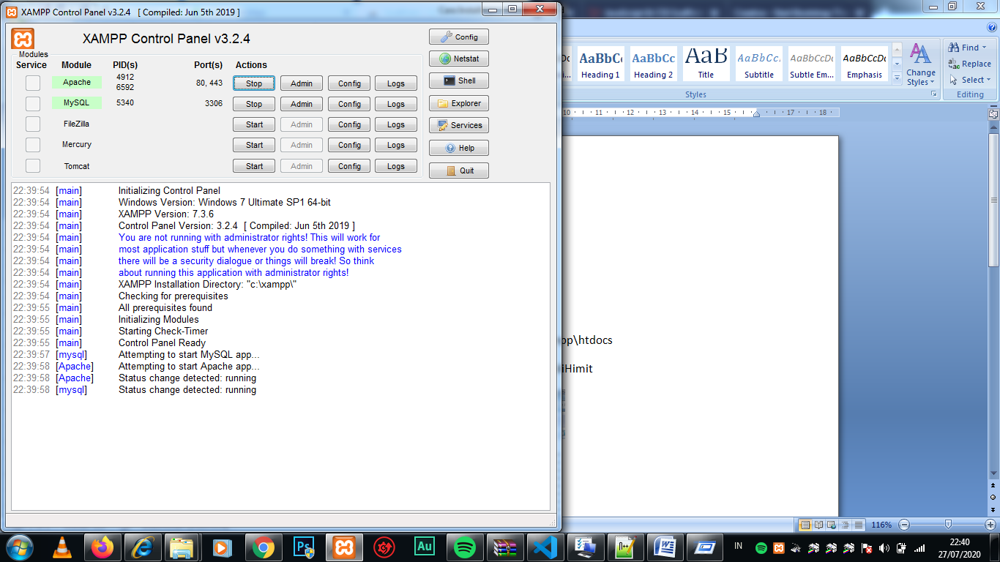 XAMPP Control Panel v3.2.4 [ Compiled: Jun 5th 2019 ]
XAMPP Control Panel v3.2.4
Modules
Service Module PID(s) Port(s) Actions
Apache 4912 6592 80, 443 Stop Admin Config Logs
MySQL 5340 3306 Stop Admin Config Logs
FileZilla Start Admin Config Logs
Mercury Start Admin Config Logs
Tomcat Start Admin Config Logs
Config
Netstat
Shell
Explorer
Services
Help
Quit
22:39:54 [main] Initializing Control Panel
22:39:54 [main] Windows Version: Windows 7 Ultimate SP1 64-bit
22:39:54 [main] XAMPP Version: 7.3.6
22:39:54 [main] Control Panel Version: 3.2.4 [ Compiled: Jun 5th 2019 ]
22:39:54 [main] You are not running with administrator rights! This will work for
22:39:54 [main] most application stuff but whenever you do something with services
22:39:54 [main] there will be a security dialogue or things will break! So think
22:39:54 [main] about running this application with administrator rights!
22:39:54 [main] XAMPP Installation Directory: "c:\xampp\"
22:39:54 [main] Checking for prerequisites
22:39:55 [main] All prerequisites found
22:39:55 [main] Initializing Modules
22:39:55 [main] Starting Check-Timer
22:39:55 [main] Control Panel Ready
22:39:57 [mysql] Attempting to start MySQL app...
22:39:58 [Apache] Attempting to start Apache app...
22:39:58 [Apache] Status change detected: running
22:39:58 [mysql] Status change detected: running
AaBbC AaBbCc AaB AaBbCc. AaBbCcDa AaBbCcDa
Heading 1 Heading 2 Title Subtitle Subtle Em... Emphasis
Change Styles
Styles
Find
Replace
Select
Editing
10 11 12 13 14 15 17 18
pp\htdocs
iHimit
116%
Ps Au W
IN
22:40
27/07/2020